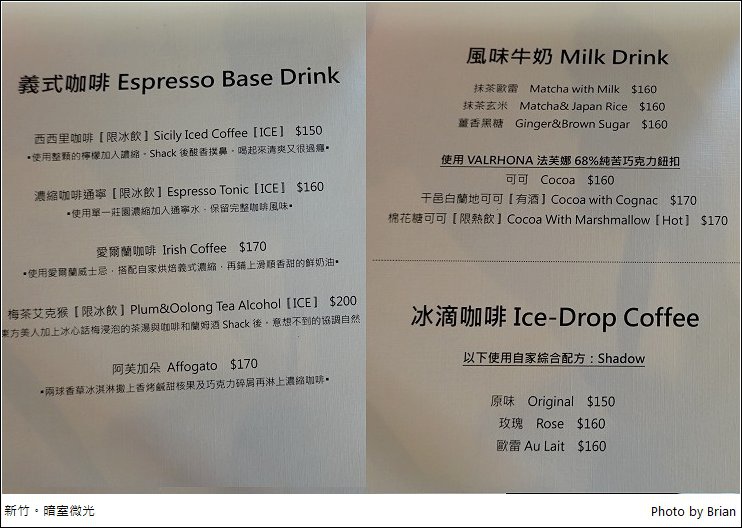 義式咖啡 Espresso Base Drink
西西里咖啡［限冰飲］Sicily Iced Coffee［ICE］ $150
▪使用整顆的檸檬加入濃縮，Shack 後酸香撲鼻，喝起來清爽又很過癮▪
濃縮咖啡通寧［限冰飲］Espresso Tonic［ICE］ $160
▪使用單一莊園濃縮加入通寧水，保留完整咖啡風味▪
愛爾蘭咖啡 Irish Coffee $170
▪使用愛爾蘭威士忌，搭配自家烘焙義式濃縮，再鋪上滑順香甜的鮮奶油▪
梅茶艾克猴［限冰飲］Plum&Oolong Tea Alcohol［ICE］ $200
東方美人加上冰心話梅浸泡的茶湯與咖啡和蘭姆酒 Shack 後，意想不到的協調自然
阿芙加朵 Affogato $170
▪兩球香草冰淇淋撒上香烤鹹甜核果及巧克力碎屑再淋上濃縮咖啡▪
風味牛奶 Milk Drink
抹茶歐雷 Matcha with Milk $160
抹茶玄米 Matcha& Japan Rice $160
薑香黑糖 Ginger&Brown Sugar $160
使用 VALRHONA 法芙娜 68%純苦巧克力鈕扣
可可 Cocoa $160
干邑白蘭地可可［有酒］Cocoa with Cognac $170
棉花糖可可［限熱飲］Cocoa With Marshmallow［Hot］ $170
冰滴咖啡 Ice-Drop Coffee
以下使用自家綜合配方：Shadow
原味 Original $150
玫瑰 Rose $160
歐雷 Au Lait $160
新竹。暗室微光
Photo by Brian